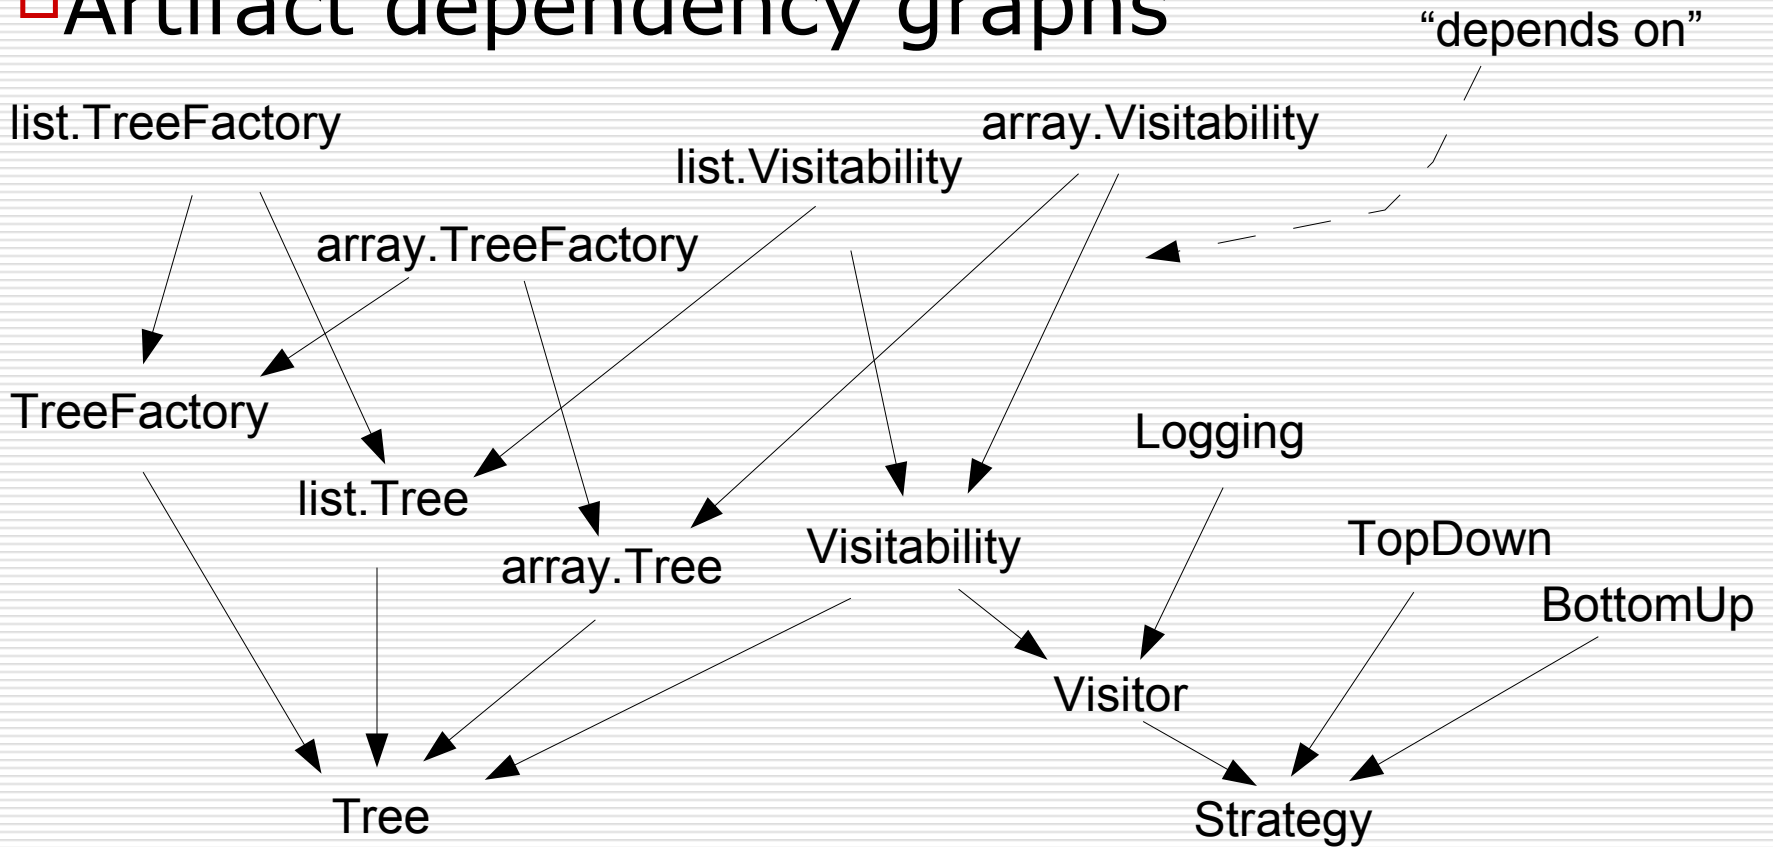 Artifact dependency graphs
“depends on”
list.TreeFactory
array.Visitability
list.Visitability
array.TreeFactory
TreeFactory
Logging
list.Tree
TopDown
Visitability
array.Tree
BottomUp
Visitor
Tree
Strategy